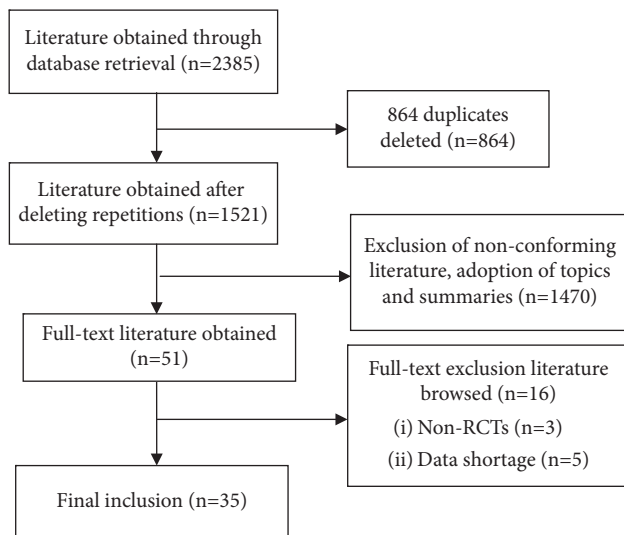 Literature obtained through
database retrieval (n=2385)
864 duplicates
deleted (n=864)
Literature obtained after
deleting repetitions (n=1521)
Exclusion of non-conforming
literature, adoption of topics
and summaries (n=1470)
Full-text literature obtained
(n=51)
Full-text exclusion literature
browsed (n=16)
(i) Non-RCTs (n=3)
(ii) Data shortage (n=5)
Final inclusion (n=35)